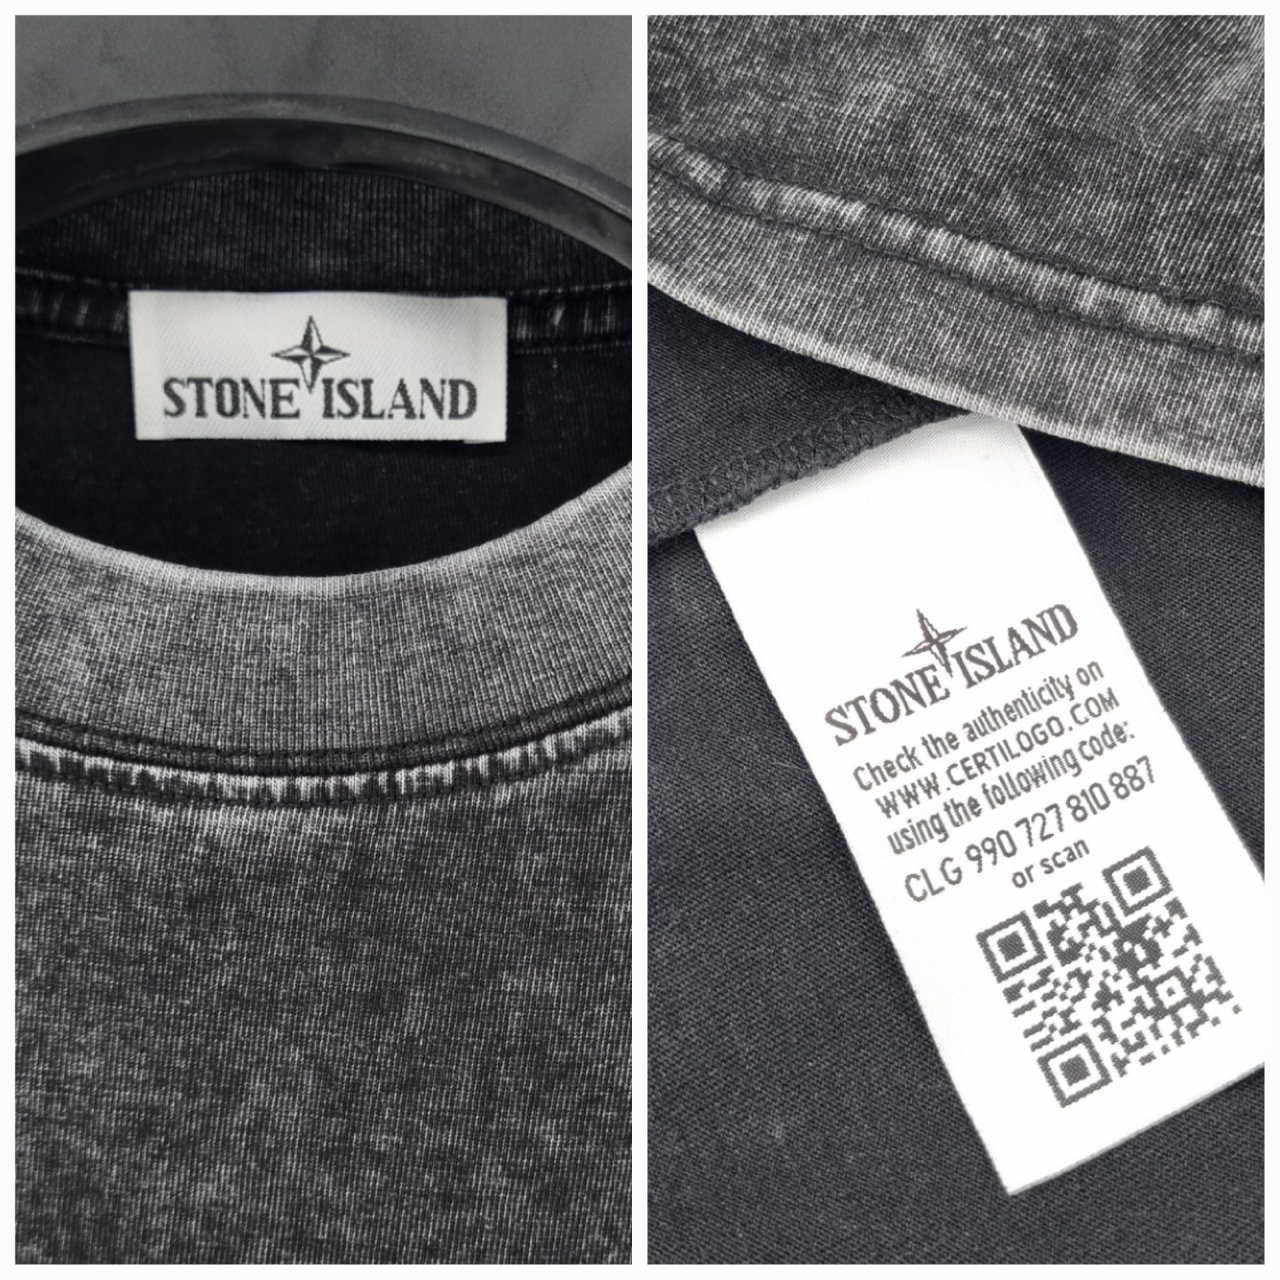 STONE ISLAND
STONE ISLAND
Check the authenticity on
WWW.CERTILOGO.COM
using the following code:
CLG 990 727 810 887
or scan